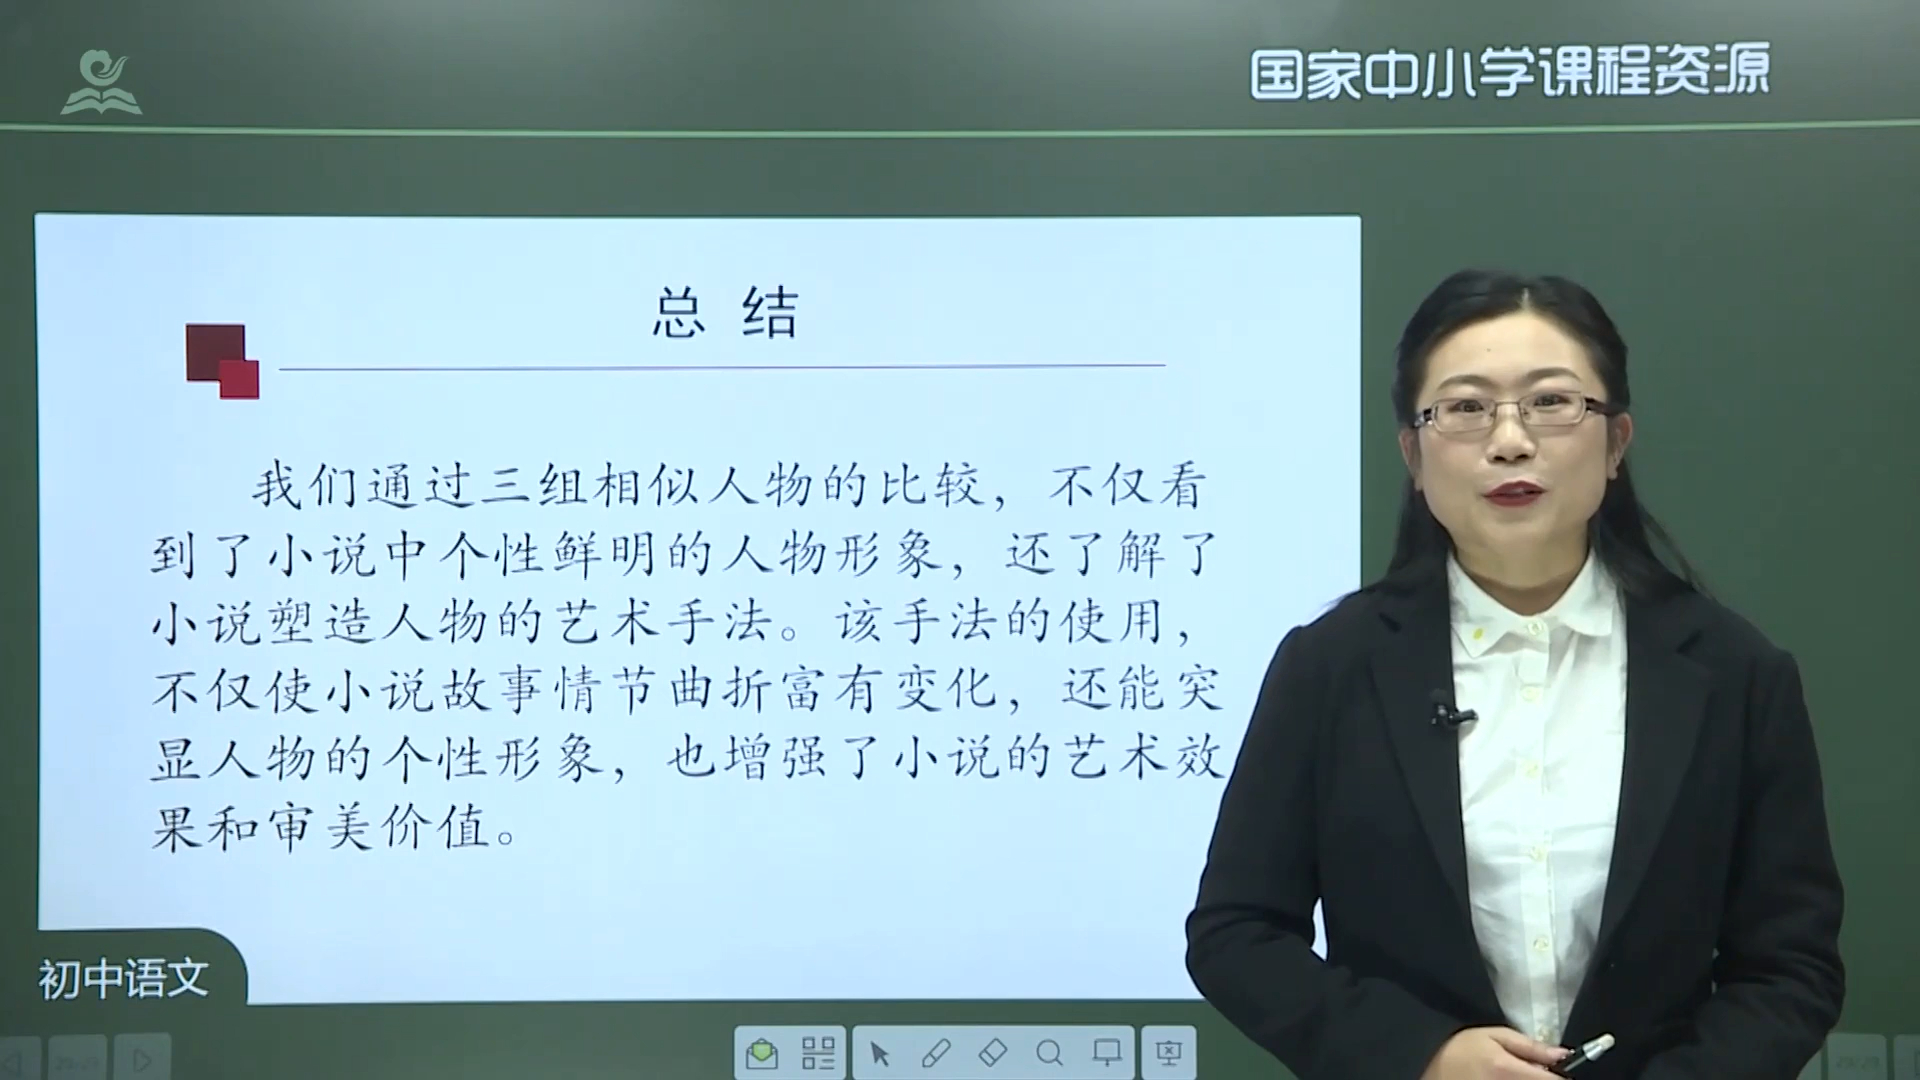 国家中小学课程资源
总 结
我们通过三组相似人物的比较，不仅看
到了小说中个性鲜明的人物形象，还了解了
小说塑造人物的艺术手法。该手法的使用，
不仅使小说故事情节曲折富有变化，还能突
显人物的个性形象，也增强了小说的艺术效
果和审美价值。
初中语文